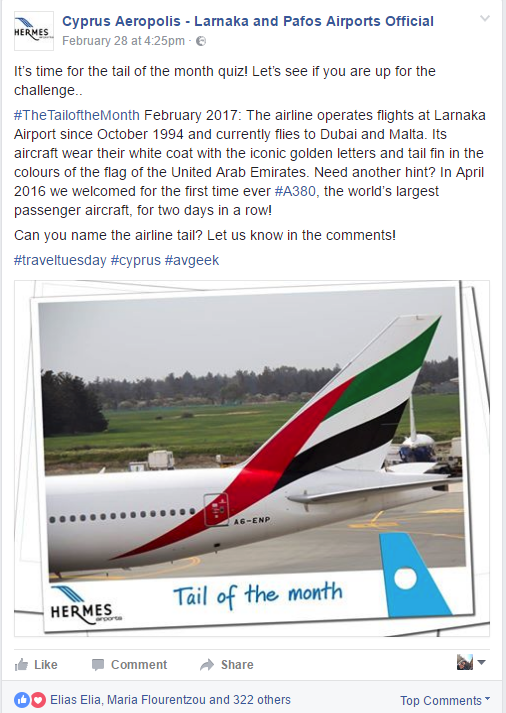 HERMES
airports
Cyprus Aeropolis - Larnaka and Pafos Airports Official
February 28 at 4:25pm ·
It's time for the tail of the month quiz! Let's see if you are up for the
challenge..
#TheTailoftheMonth February 2017: The airline operates flights at Larnaka
Airport since October 1994 and currently flies to Dubai and Malta. Its
aircraft wear their white coat with the iconic golden letters and tail fin in the
colours of the flag of the United Arab Emirates. Need another hint? In April
2016 we welcomed for the first time ever #A380, the world's largest
passenger aircraft, for two days in a row!
Can you name the airline tail? Let us know in the comments!
#traveltuesday #cyprus #avgeek
A6-ENP
HERMES
airports
Tail of the month
Like Comment Share
Elias Elia, Maria Flourentzou and 322 others Top Comments